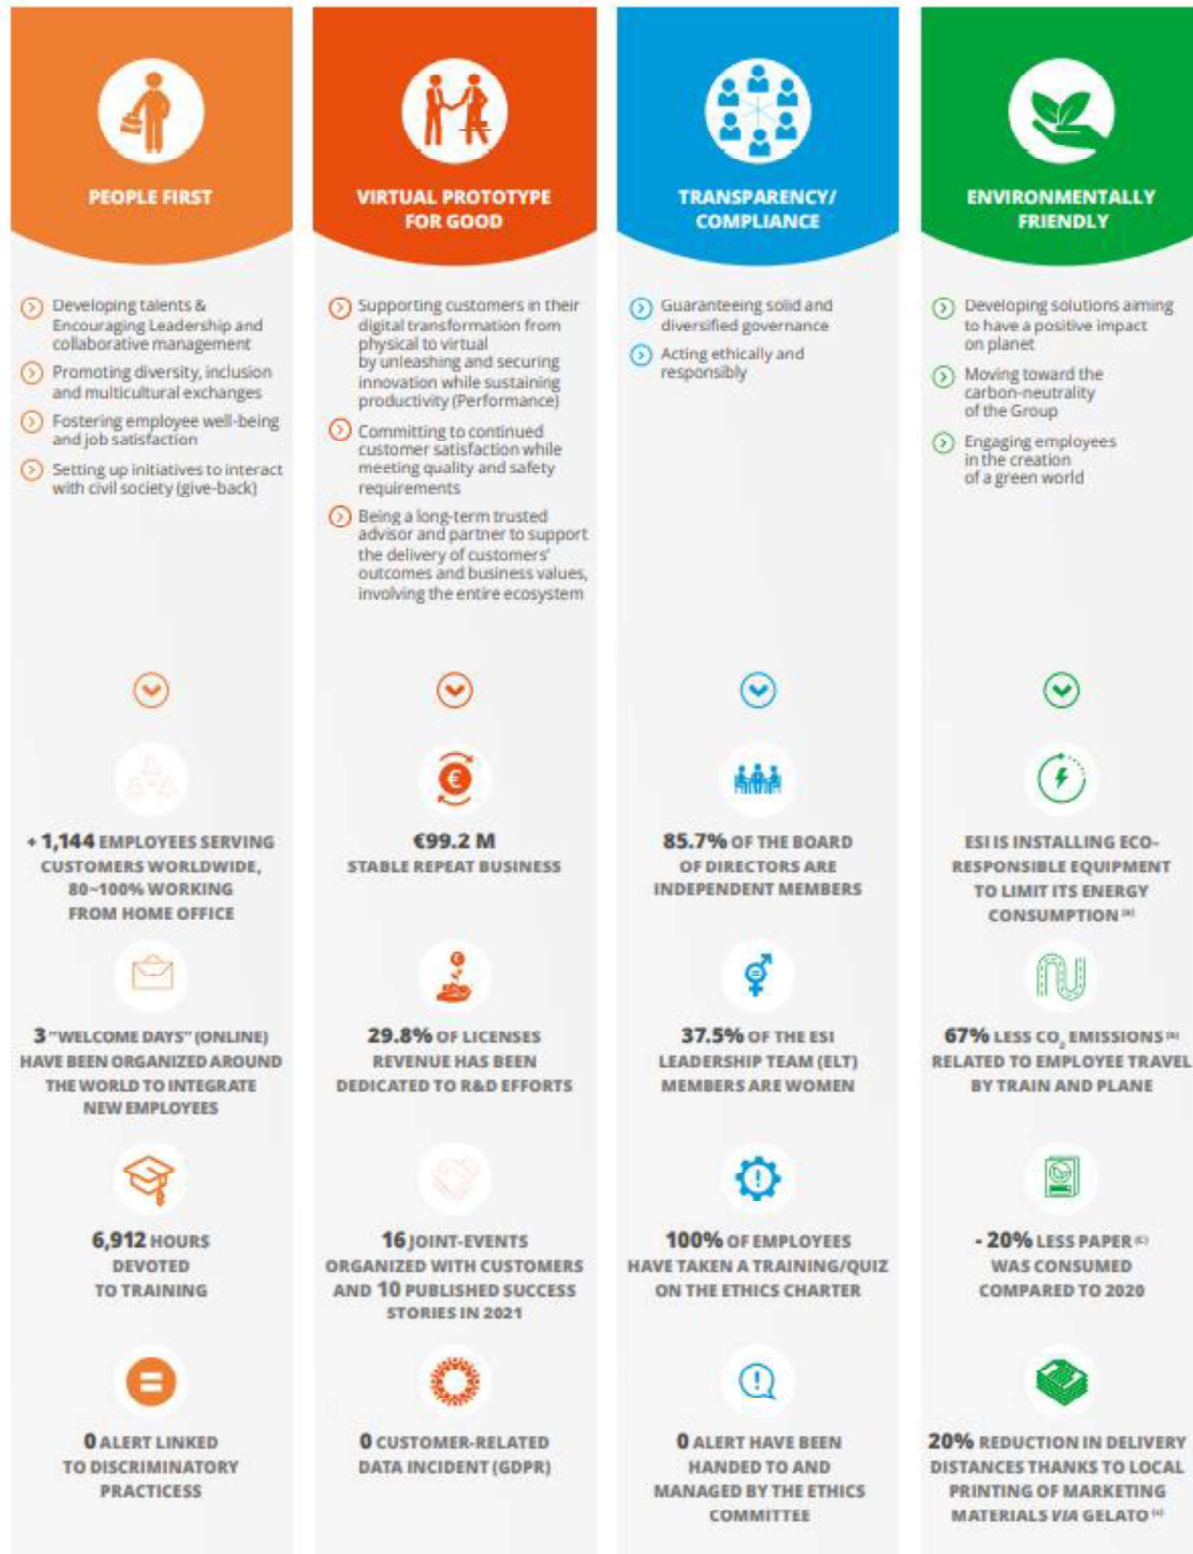 PEOPLE FIRST
Developing talents &
Encouraging Leadership and
collaborative management
Promoting diversity, inclusion
and multicultural exchanges
Fostering employee well-being
and job satisfaction
Setting up initiatives to interact
with civil society (give-back)
+ 1,144 EMPLOYEES SERVING
CUSTOMERS WORLDWIDE,
80~100% WORKING
FROM HOME OFFICE
3 "WELCOME DAYS" (ONLINE)
HAVE BEEN ORGANIZED AROUND
THE WORLD TO INTEGRATE
NEW EMPLOYEES
6,912 HOURS
DEVOTED
TO TRAINING
0 ALERT LINKED
TO DISCRIMINATORY
PRACTICESS
VIRTUAL PROTOTYPE
FOR GOOD
Supporting customers in their
digital transformation from
physical to virtual
by unleashing and securing
innovation while sustaining
productivity (Performance)
Committing to continued
customer satisfaction while
meeting quality and safety
requirements
Being a long-term trusted
advisor and partner to support
the delivery of customers'
outcomes and business values,
involving the entire ecosystem
€
€99.2 M
STABLE REPEAT BUSINESS
€
29.8% OF LICENSES
REVENUE HAS BEEN
DEDICATED TO R&D EFFORTS
16 JOINT-EVENTS
ORGANIZED WITH CUSTOMERS
AND 10 PUBLISHED SUCCESS
STORIES IN 2021
0 CUSTOMER-RELATED
DATA INCIDENT (GDPR)
TRANSPARENCY/
COMPLIANCE
Guaranteeing solid and
diversified governance
Acting ethically and
responsibly
85.7% OF THE BOARD
OF DIRECTORS ARE
INDEPENDENT MEMBERS
37.5% OF THE ESI
LEADERSHIP TEAM (ELT)
MEMBERS ARE WOMEN
100% OF EMPLOYEES
HAVE TAKEN A TRAINING/QUIZ
ON THE ETHICS CHARTER
0 ALERT HAVE BEEN
HANDED TO AND
MANAGED BY THE ETHICS
COMMITTEE
ENVIRONMENTALLY
FRIENDLY
Developing solutions aiming
to have a positive impact
on planet
Moving toward the
carbon-neutrality
of the Group
Engaging employees
in the creation
of a green world
ESI IS INSTALLING ECO-
RESPONSIBLE EQUIPMENT
TO LIMIT ITS ENERGY
CONSUMPTION
67% LESS CO₂ EMISSIONS
RELATED TO EMPLOYEE TRAVEL
BY TRAIN AND PLANE
- 20% LESS PAPER (C)
WAS CONSUMED
COMPARED TO 2020
20% REDUCTION IN DELIVERY
DISTANCES THANKS TO LOCAL
PRINTING OF MARKETING
MATERIALS VIA GELATO